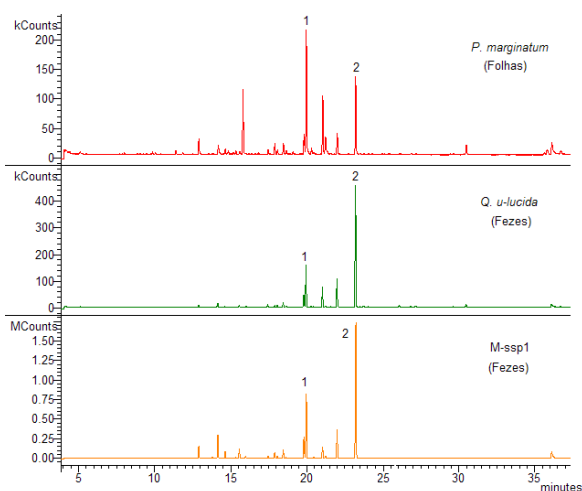 kCounts
200
150
100
50
0
1
2
P. marginatum
(Folhas)
kCounts
400
300
200
100
0
1
2
Q. u-lucida
(Fezes)
MCounts
1.50
1.25
1.00
0.75
0.50
0.25
0.00
1
2
M-ssp1
(Fezes)
5 10 15 20 25 30 35
minutes